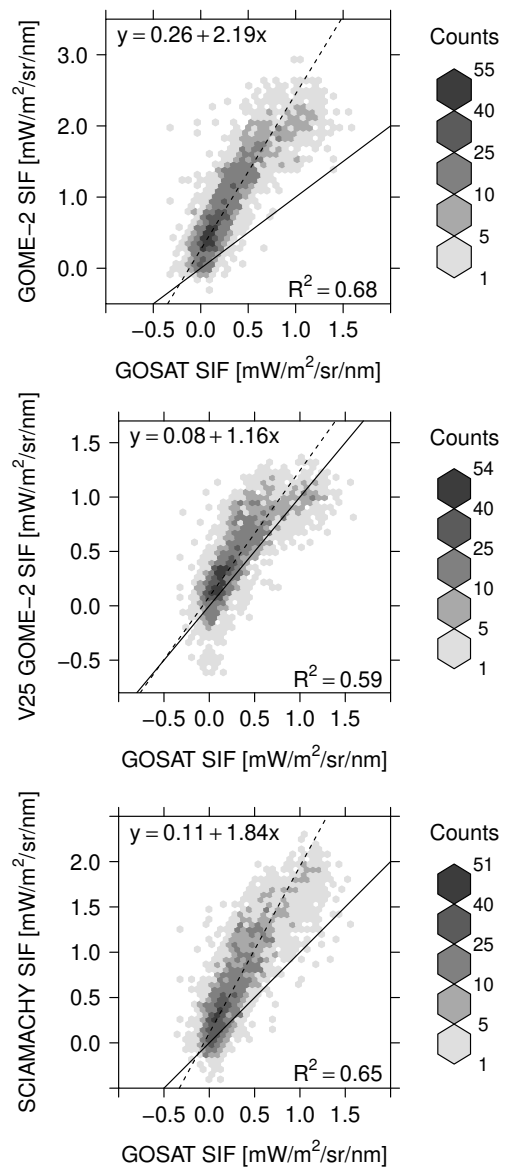 y = 0.26 + 2.19x
Counts
55
40
25
10
5
1
3.0
2.0
1.0
0.0
GOME−2 SIF [mW/m²/sr/nm]
R² = 0.68
−0.5 0.0 0.5 1.0 1.5
GOSAT SIF [mW/m²/sr/nm]
y = 0.08 + 1.16x
Counts
54
40
25
10
5
1
1.5
1.0
0.5
0.0
−0.5
V25 GOME−2 SIF [mW/m²/sr/nm]
R² = 0.59
−0.5 0.0 0.5 1.0 1.5
GOSAT SIF [mW/m²/sr/nm]
y = 0.11 + 1.84x
Counts
51
40
25
10
5
1
2.0
1.5
1.0
0.5
0.0
SCIAMACHY SIF [mW/m²/sr/nm]
R² = 0.65
−0.5 0.0 0.5 1.0 1.5
GOSAT SIF [mW/m²/sr/nm]